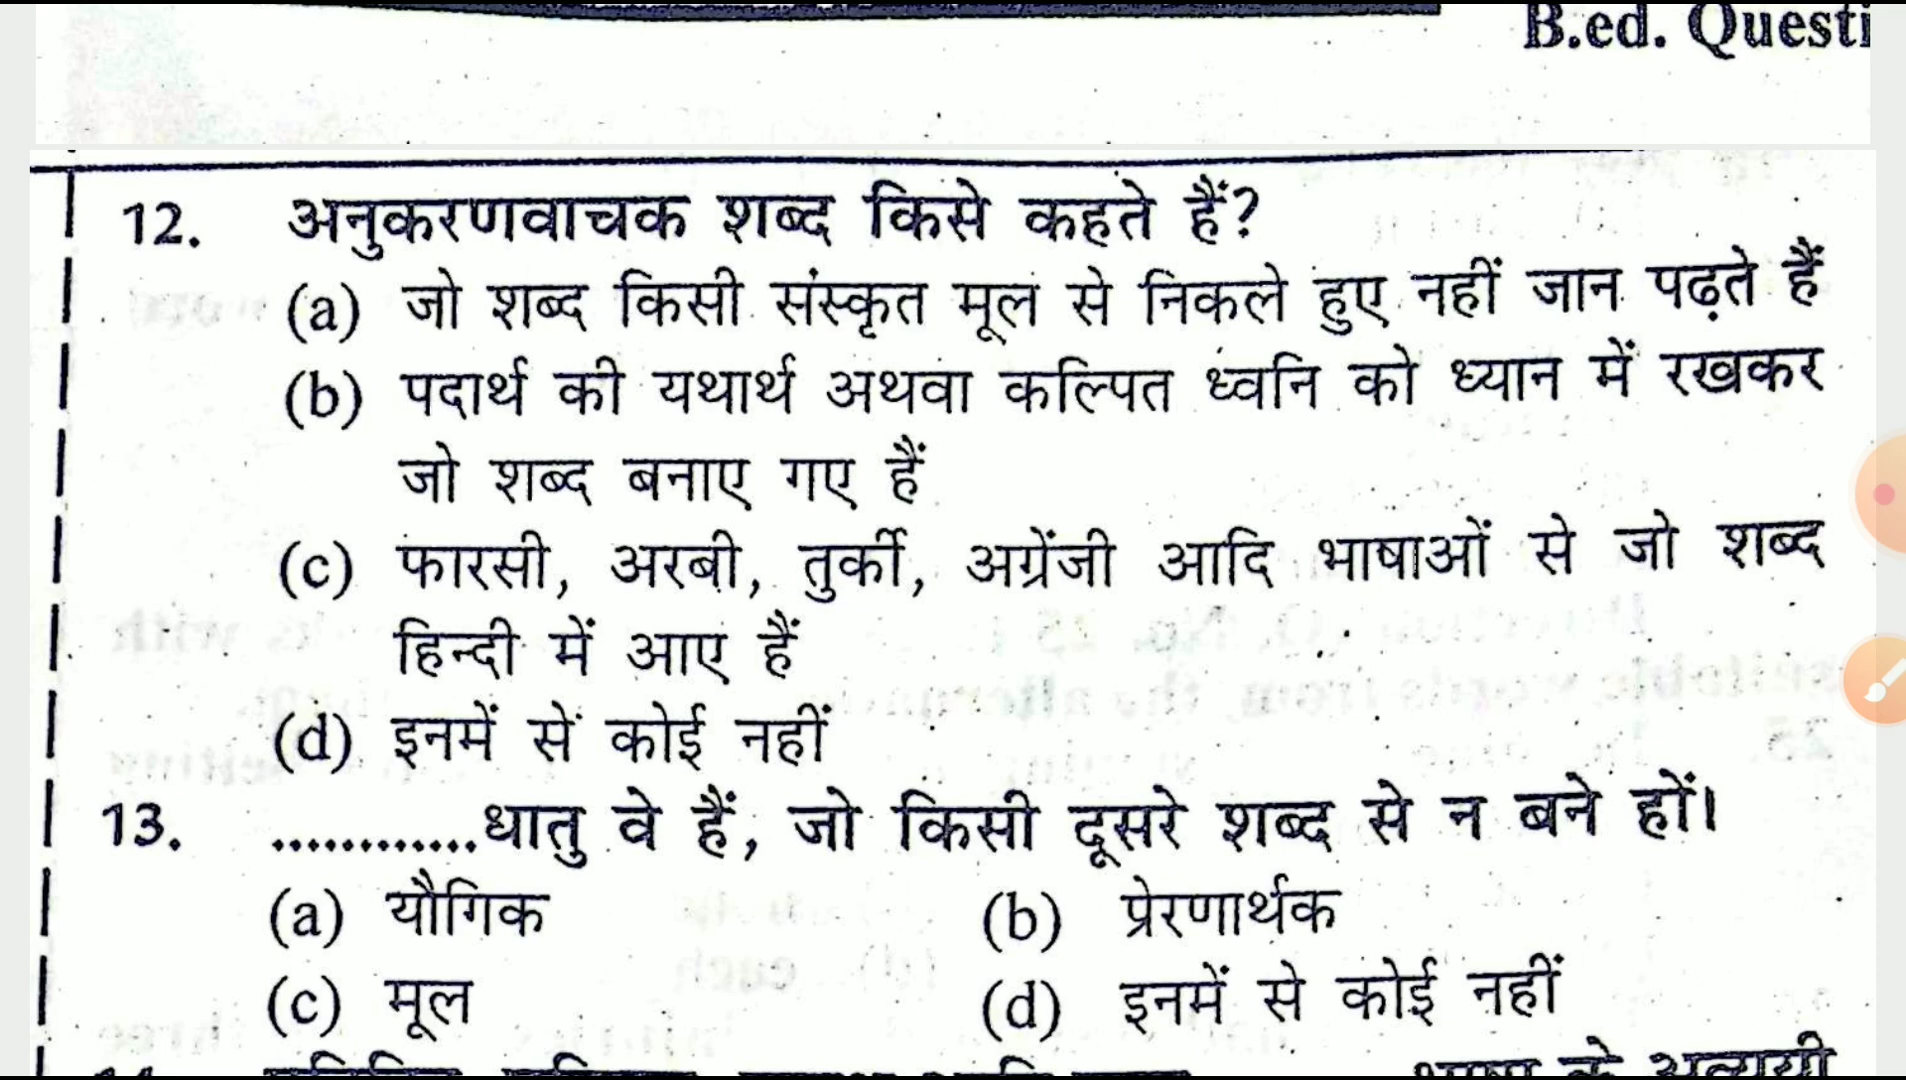 B.ed. Questi
12. अनुकरणवाचक शब्द किसे कहते हैं?
(a) जो शब्द किसी संस्कृत मूल से निकले हुए नहीं जान पढ़ते हैं
(b) पदार्थ की यथार्थ अथवा कल्पित ध्वनि को ध्यान में रखकर
जो शब्द बनाए गए हैं
(c) फारसी, अरबी, तुर्की, अग्रेंजी आदि भाषाओं से जो शब्द
हिन्दी में आए हैं
(d) इनमें सें कोई नहीं
13. ............धातु वे हैं, जो किसी दूसरे शब्द से न बने हों।
(a) यौगिक (b) प्रेरणार्थक
(c) मूल (d) इनमें से कोई नहीं